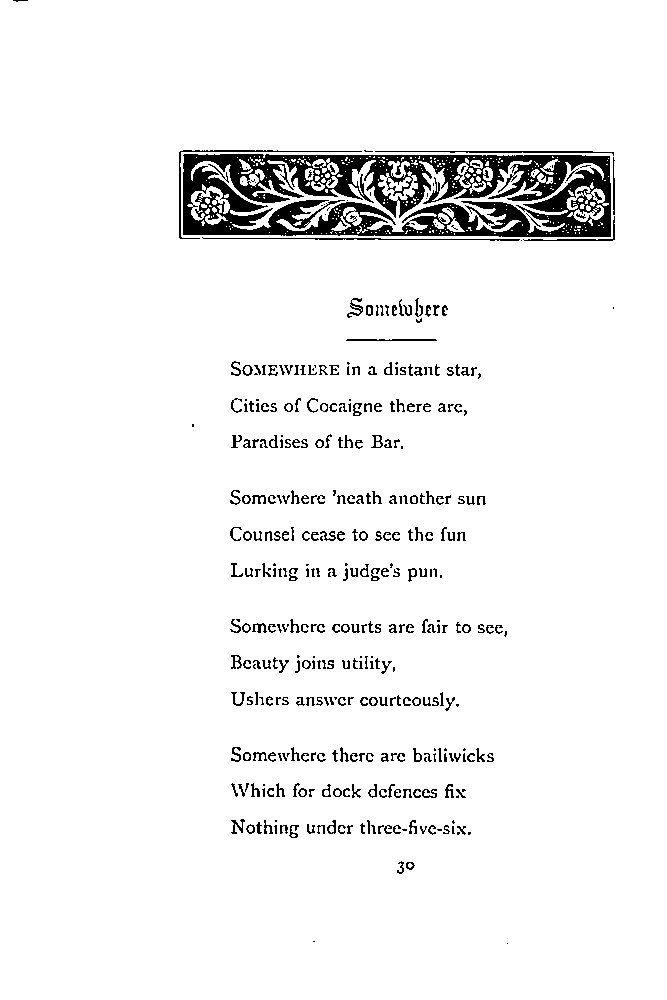 Somewhere
SOMEWHERE in a distant star,
Cities of Cocaigne there are,
Paradises of the Bar.
Somewhere 'neath another sun
Counsel cease to see the fun
Lurking in a judge's pun.
Somewhere courts are fair to see,
Beauty joins utility,
Ushers answer courteously.
Somewhere there are bailiwicks
Which for dock defences fix
Nothing under three-five-six.
30